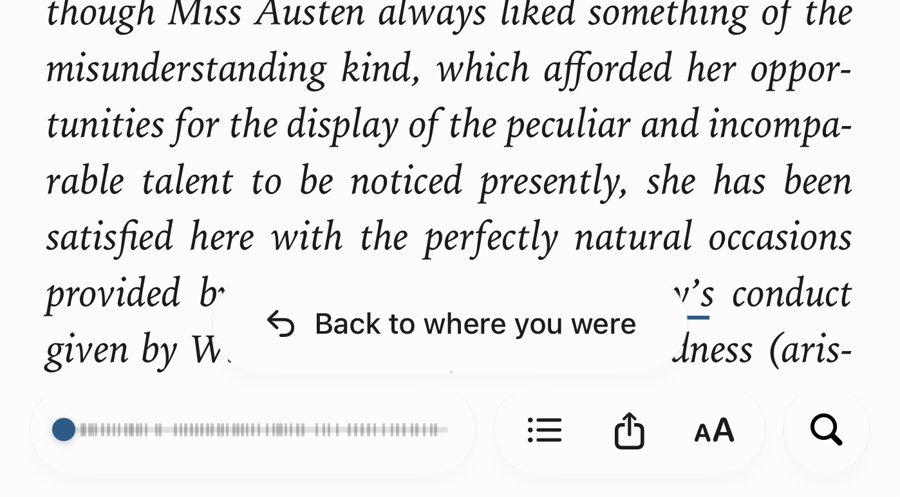 though Miss Austen always liked something of the
misunderstanding kind, which afforded her oppor-
tunities for the display of the peculiar and incompa-
rable talent to be noticed presently, she has been
satisfied here with the perfectly natural occasions
provided conduct
given by (aris-
Back to where you were
AA